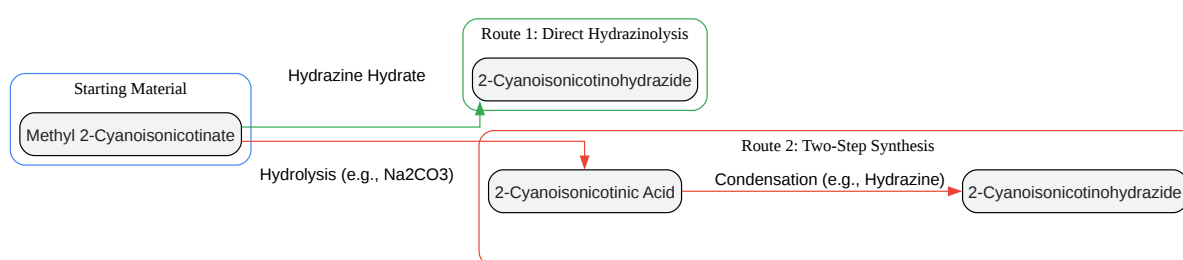 Route 1: Direct Hydrazinolysis
Hydrazine Hydrate
2-Cyanoisonicotinohydrazide
Starting Material
Methyl 2-Cyanoisonicotinate
Route 2: Two-Step Synthesis
Hydrolysis (e.g., Na2CO3)
2-Cyanoisonicotinic Acid
Condensation (e.g., Hydrazine)
2-Cyanoisonicotinohydrazide